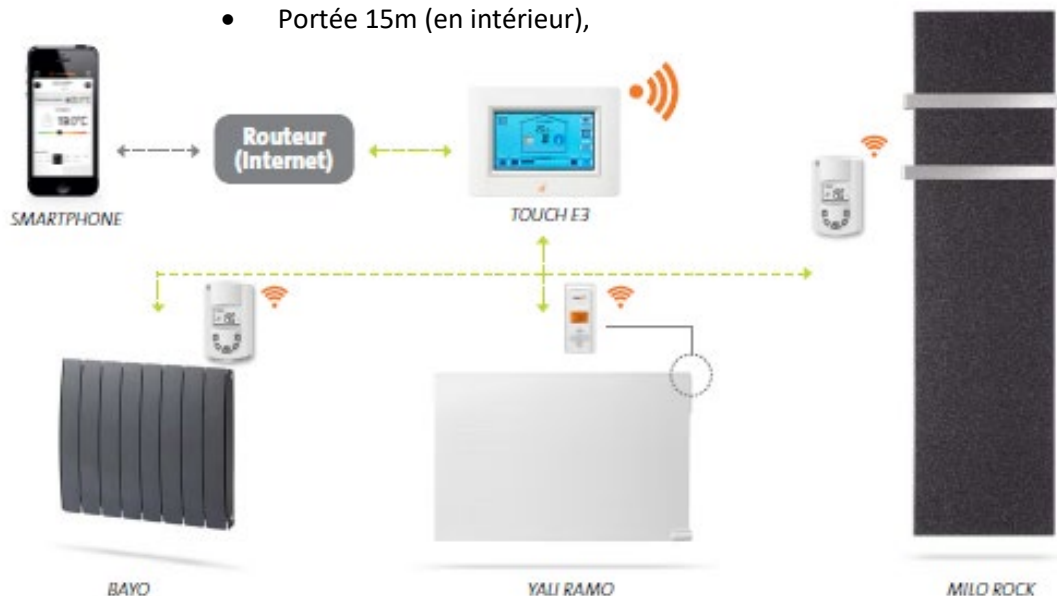 • Portée 15m (en intérieur),
Routeur
(Internet)
SMARTPHONE
TOUCH E3
BAYO
YALI RAMO
MILO ROCK